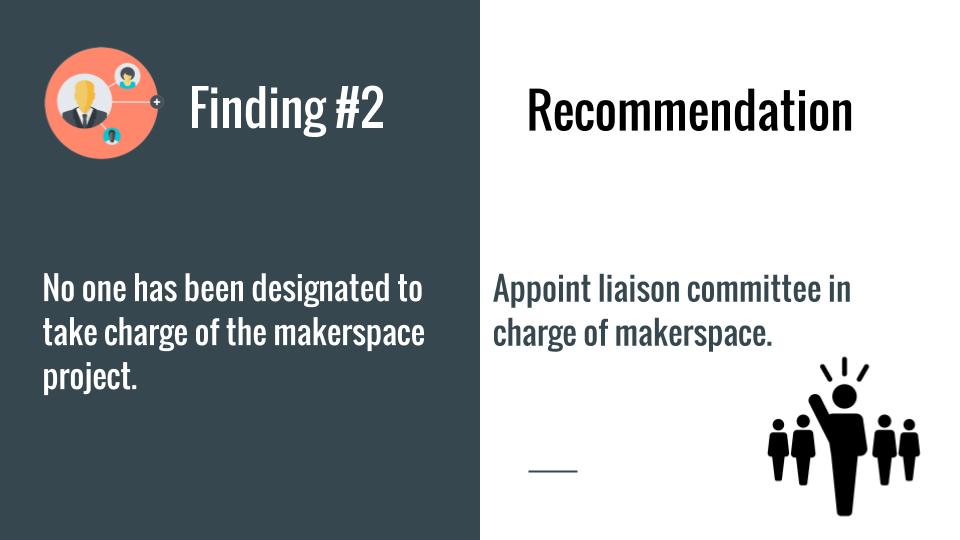 Finding #2
No one has been designated to
take charge of the makerspace
project.
Recommendation
Appoint liaison committee in
charge of makerspace.